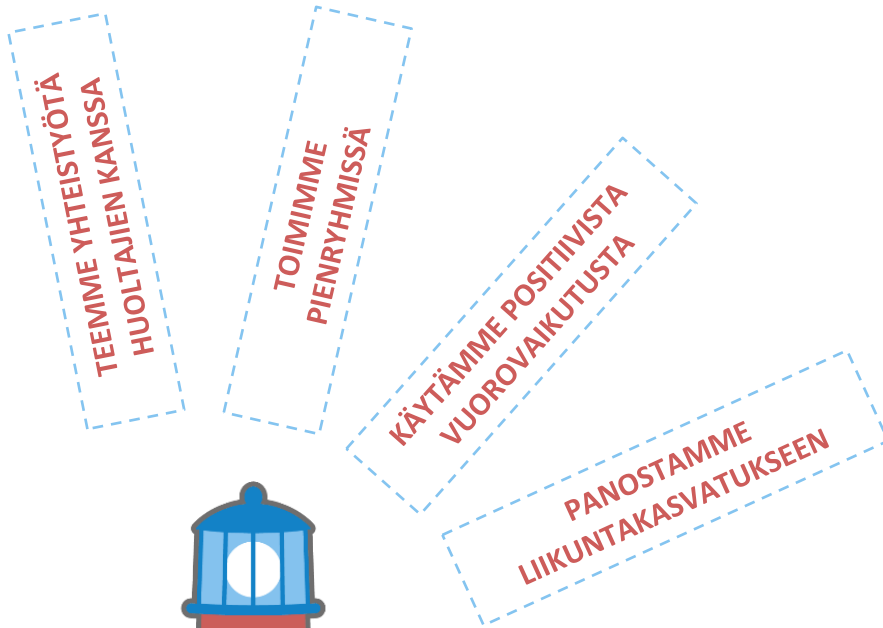 TEEMME YHTEISTYÖTÄ
HUOLTAJIEN KANSSA
TOIMIMME
PIENRYHMISSÄ
KÄYTÄMME POSITIIVISTA
VUOROVAIKUTUSTA
PANOSTAMME
LIIKUNTAKASVATUKSEEN